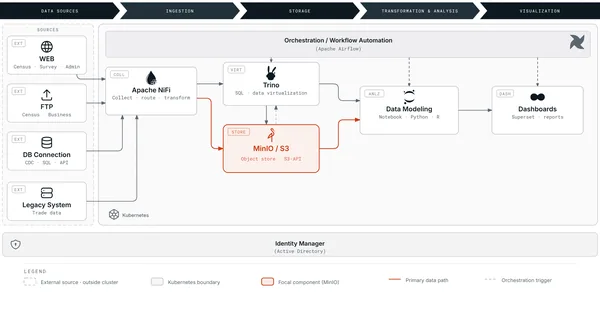 DATA SOURCES
INGESTION
STORAGE
TRANSFORMATION & ANALYSIS
VISUALIZATION
SOURCES
EXT
WEB
Census · Survey · Admin
EXT
FTP
Census · Business
EXT
DB Connection
CDC · SQL · API
EXT
Legacy System
Trade data
Orchestration / Workflow Automation
(Apache Airflow)
COLL
Apache NiFi
Collect · route · transform
VIRT
Trino
SQL · data virtualization
STORE
MinIO / S3
Object store · S3-API
ANLZ
Data Modeling
Notebook · Python · R
DASH
Dashboards
Superset · reports
Kubernetes
Identity Manager
(Active Directory)
LEGEND
External source · outside cluster
Kubernetes boundary
Focal component (MinIO)
Primary data path
Orchestration trigger